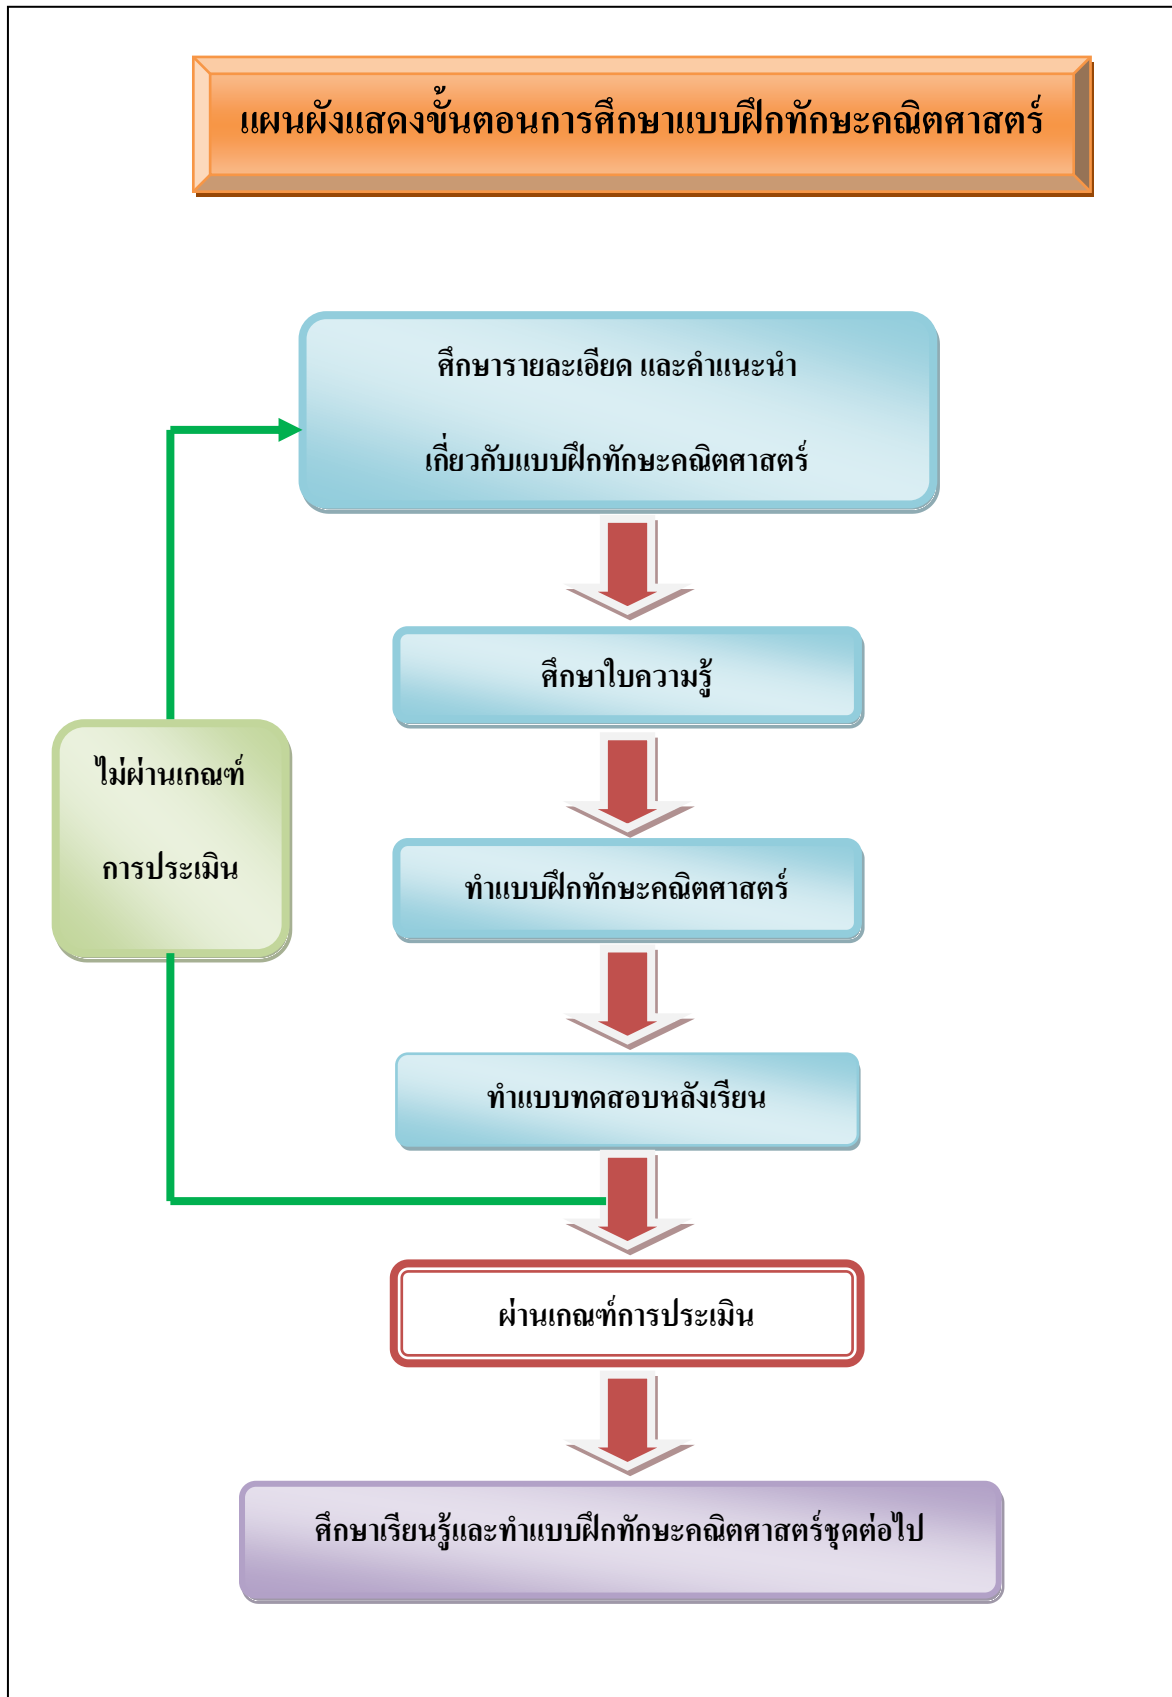 แผนผังแสดงขั้นตอนการศึกษาแบบฝึกทักษะคณิตศาสตร์
ศึกษารายละเอียด และคำแนะนำ
เกี่ยวกับแบบฝึกทักษะคณิตศาสตร์
ศึกษาใบความรู้
ไม่ผ่านเกณฑ์
การประเมิน
ทำแบบฝึกทักษะคณิตศาสตร์
ทำแบบทดสอบหลังเรียน
ผ่านเกณฑ์การประเมิน
ศึกษาเรียนรู้และทำแบบฝึกทักษะคณิตศาสตร์ชุดต่อไป